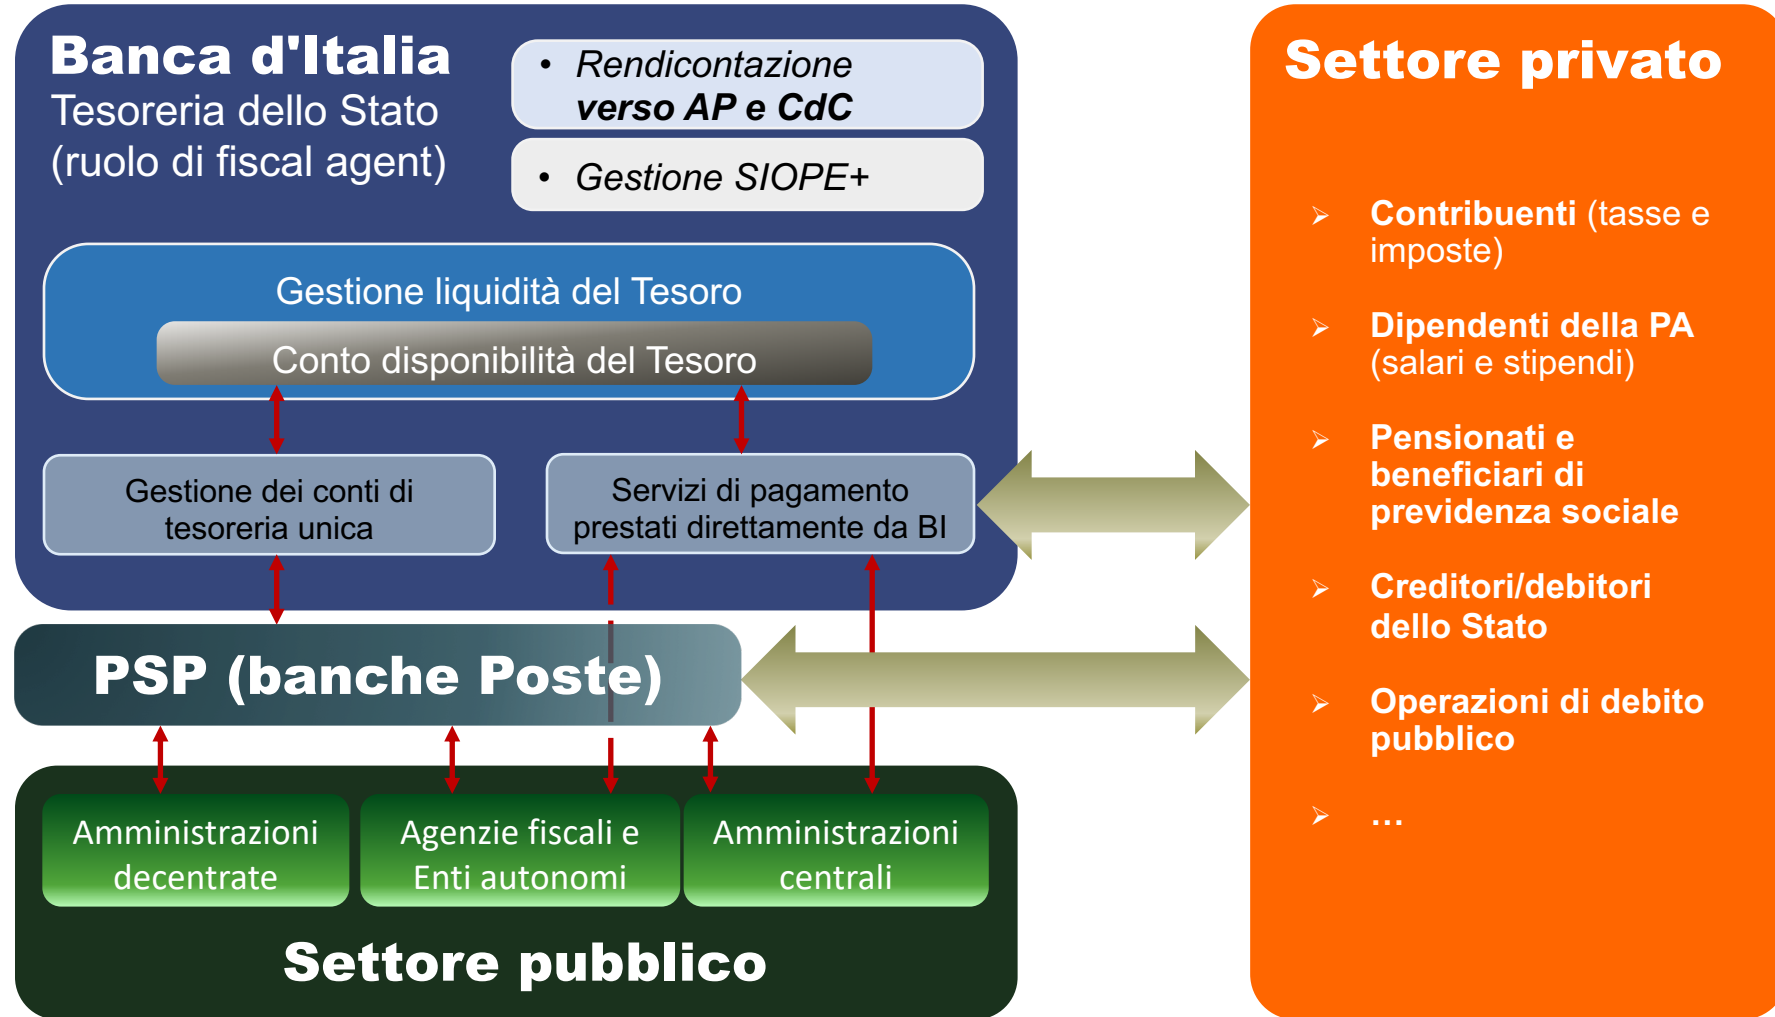 Banca d'Italia
Tesoreria dello Stato
(ruolo di fiscal agent)
• Rendicontazione
verso AP e CdC
• Gestione SIOPE+
Gestione liquidità del Tesoro
Conto disponibilità del Tesoro
Gestione dei conti di
tesoreria unica
Servizi di pagamento
prestati direttamente da BI
PSP (banche Poste)
Amministrazioni
decentrate
Agenzie fiscali e
Enti autonomi
Amministrazioni
centrali
Settore pubblico
Settore privato
➢ Contribuenti (tasse e
imposte)
➢ Dipendenti della PA
(salari e stipendi)
➢ Pensionati e
beneficiari di
previdenza sociale
➢ Creditori/debitori
dello Stato
➢ Operazioni di debito
pubblico
➢ …